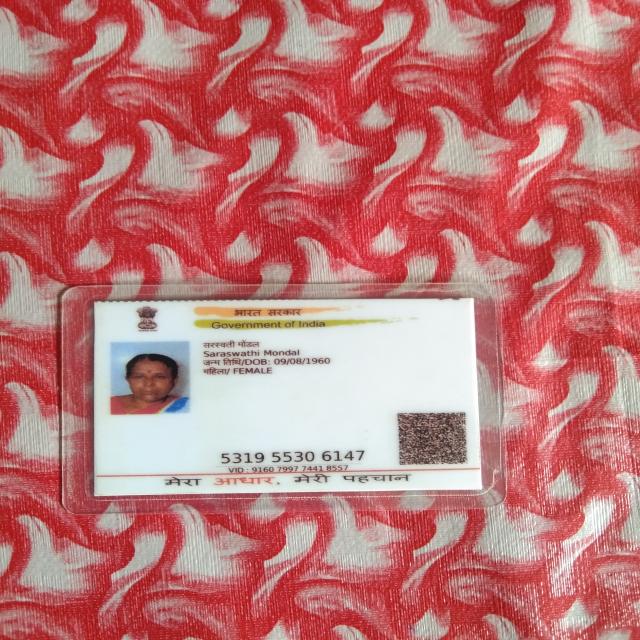 भारत सरकार
Government of India
सरस्वती मोंडल
Saraswathi Mondal
जन्म तिथि/DOB: 09/08/1960
महिला/ FEMALE
5319 5530 6147
VID : 9160 7997 7441 8557
मेरा आधार, मेरी पहचान